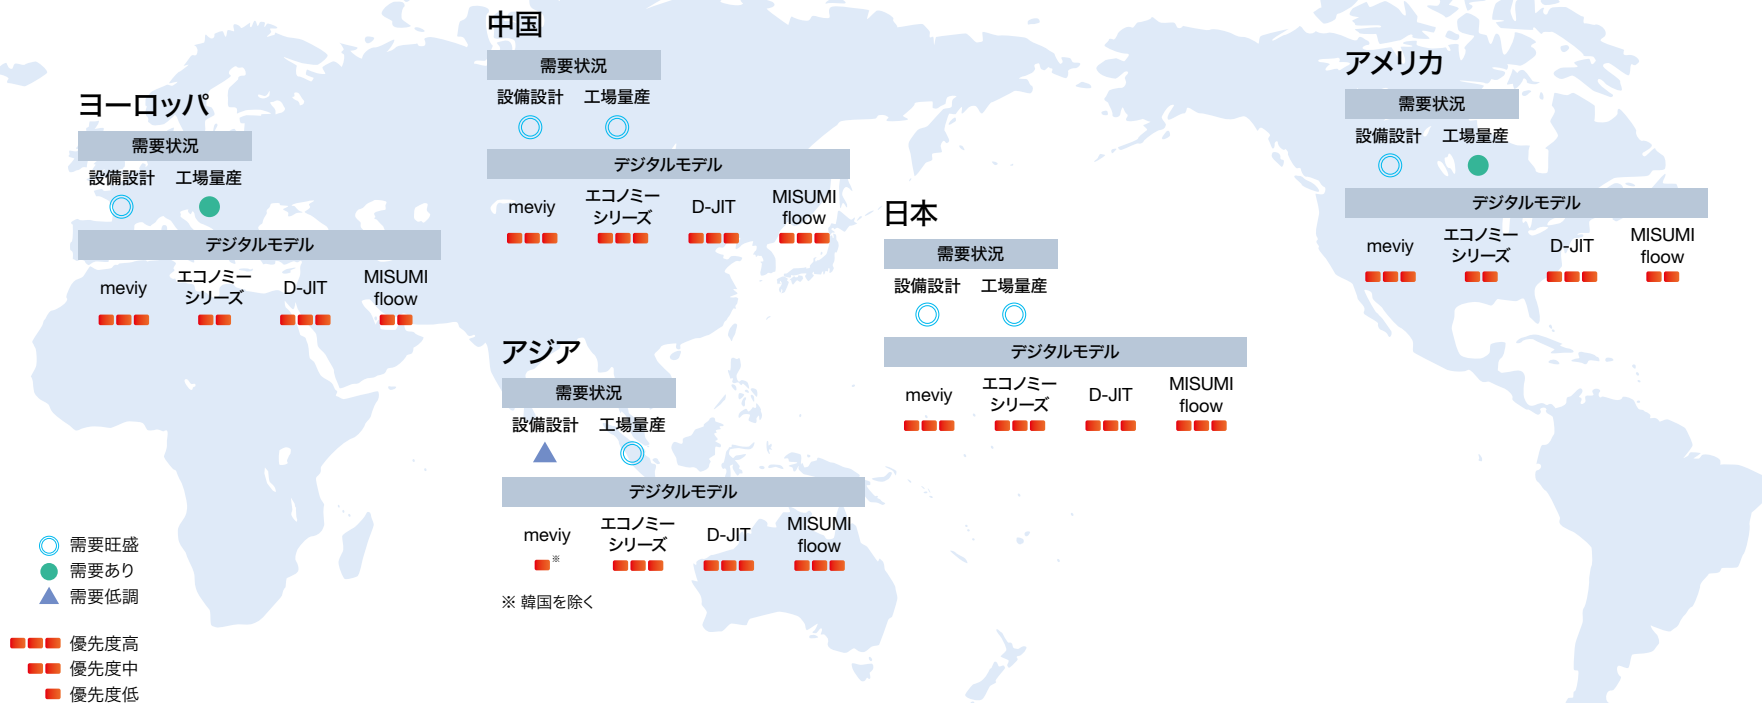 中国
需要状況
設備設計 工場量産
デジタルモデル
meviy エコノミー D-JIT MISUMI
シリーズ floow
アメリカ
需要状況
設備設計 工場量産
デジタルモデル
meviy エコノミー D-JIT MISUMI
シリーズ floow
ヨーロッパ
需要状況
設備設計 工場量産
デジタルモデル
meviy エコノミー D-JIT MISUMI
シリーズ floow
日本
需要状況
設備設計 工場量産
デジタルモデル
meviy エコノミー D-JIT MISUMI
シリーズ floow
アジア
需要状況
設備設計 工場量産
デジタルモデル
meviy エコノミー D-JIT MISUMI
シリーズ floow
※
※ 韓国を除く
需要旺盛
需要あり
需要低調
優先度高
優先度中
優先度低